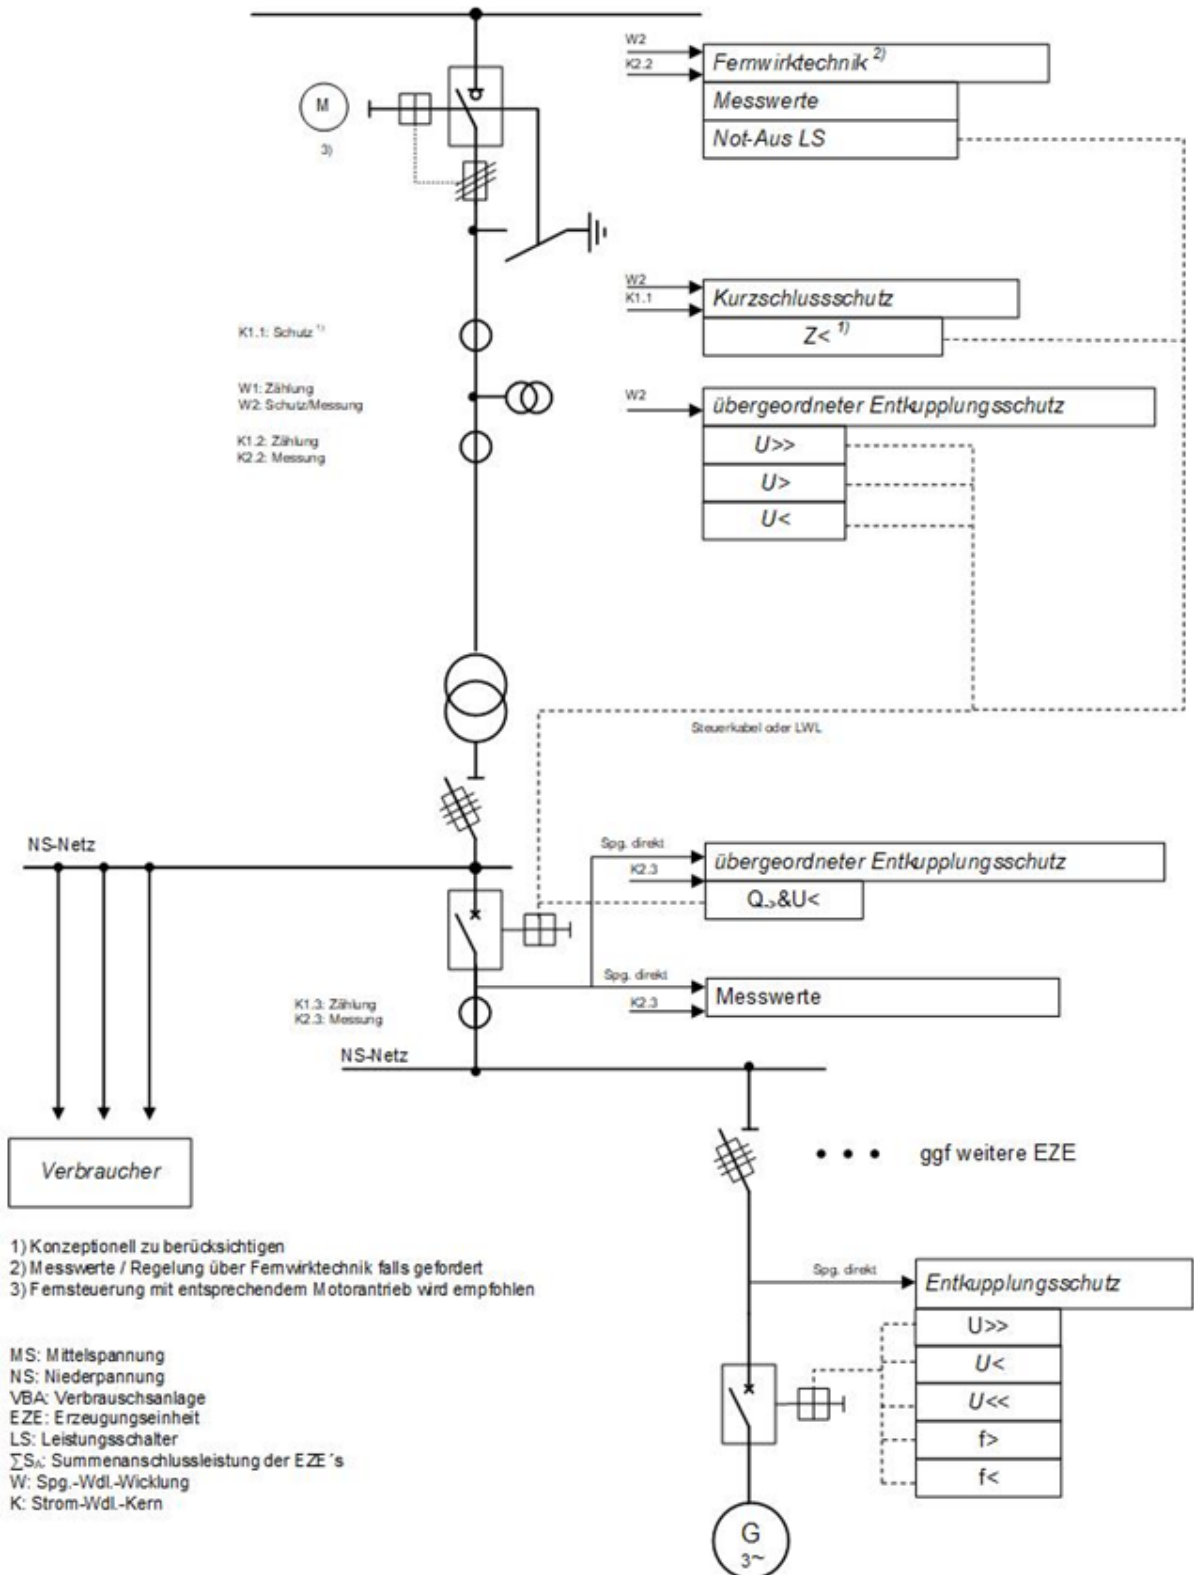 W2
Fernwirktechnik 2)
K2.2
Messwerte
Not-Aus LS
M
3)
W2
Kurzschlussschutz
K1.1
Z< 1)
K1.1: Schutz 1)
W1: Zählung
W2: Schutz/Messung
K1.2: Zählung
K2.2: Messung
W2
übergeordneter Entkupplungsschutz
U>>
U>
U<
Steuerkabel oder LWL
NS-Netz
Spg. direkt
übergeordneter Entkupplungsschutz
K2.3
Q->&U<
Spg. direkt
Messwerte
K2.3
K1.3: Zählung
K2.3: Messung
NS-Netz
Verbraucher
ggf weitere EZE
1) Konzeptionell zu berücksichtigen
2) Messwerte / Regelung über Fernwirktechnik falls gefordert
3) Fernsteuerung mit entsprechendem Motorantrieb wird empfohlen
Spg. direkt
Entkupplungsschutz
U>>
U<
U<<
f>
f<
MS: Mittelspannung
NS: Niederpannung
VBA: Verbrauschsanlage
EZE: Erzeugungseinheit
LS: Leistungsschalter
∑SA: Summenanschlussleistung der EZE´s
W: Spg.-Wdl.-Wicklung
K: Strom-Wdl.-Kern
G
3~